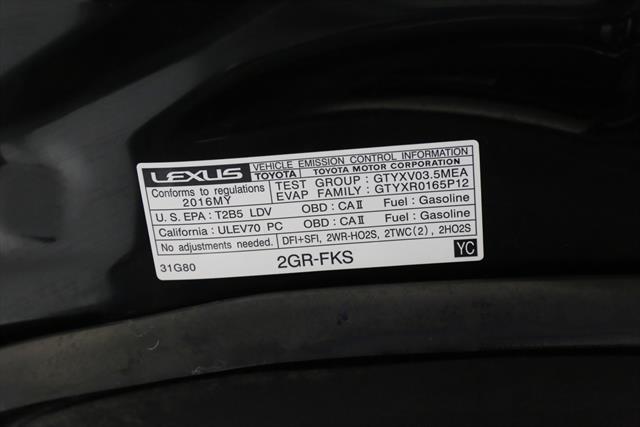 LEXUS VEHICLE EMISSION CONTROL INFORMATION
TOYOTA TOYOTA MOTOR CORPORATION
Conforms to regulations TEST GROUP : GTYXV03.5MEA
2016MY EVAP FAMILY : GTYXR0165P12
U.S. EPA : T2B5 LDV OBD : CAⅡ Fuel : Gasoline
California : ULEV70 PC OBD : CAⅡ Fuel : Gasoline
No adjustments needed. DFI+SFI, 2WR-HO2S, 2TWC(2), 2HO2S
31G80 2GR-FKS YC